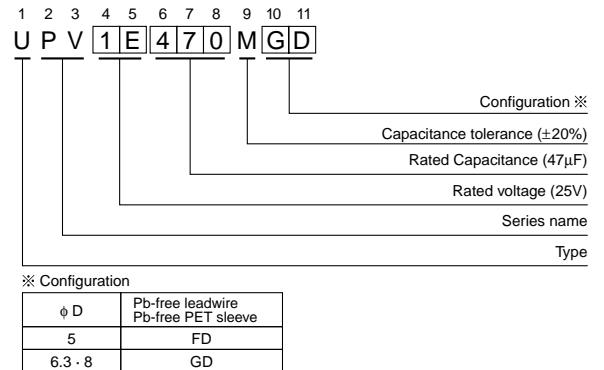 1 2 3 4 5 6 7 8 9 10 11
U P V 1 E 4 7 0 M G D
Configuration ※
Capacitance tolerance (±20%)
Rated Capacitance (47μF)
Rated voltage (25V)
Series name
Type
※ Configuration
ϕ D
Pb-free leadwire
Pb-free PET sleeve
5 FD
6.3 · 8 GD